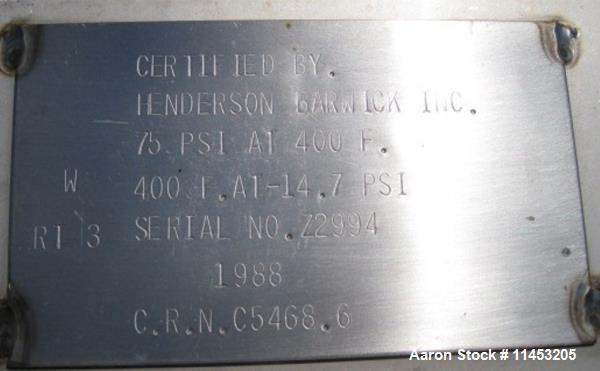 CERTIFIED BY.
HENDERSON BARWICK INC.
75 PSI AT 400 F.
W 400 F.AT-14.7 PSI
RT 3 SERIAL NO.Z2994
1988
C.R.N.C5468.6
Aaron Stock # 11453205